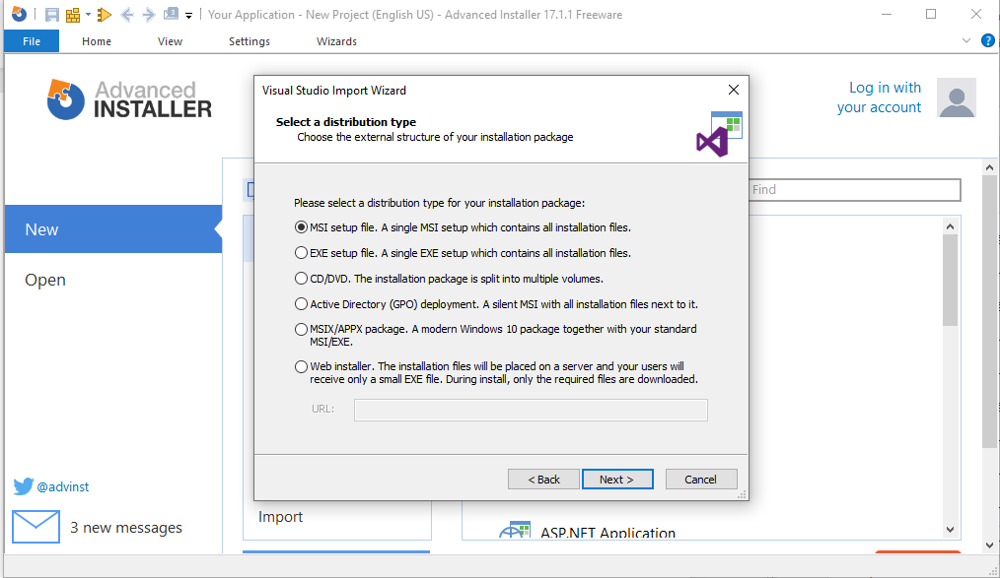 Your Application - New Project (English US) - Advanced Installer 17.1.1 Freeware
File Home View Settings Wizards
Advanced
INSTALLER
Log in with
your account
Find
New
Open
@advinst
3 new messages
Visual Studio Import Wizard
Select a distribution type
Choose the external structure of your installation package
Please select a distribution type for your installation package:
MSI setup file. A single MSI setup which contains all installation files.
EXE setup file. A single EXE setup which contains all installation files.
CD/DVD. The installation package is split into multiple volumes.
Active Directory (GPO) deployment. A silent MSI with all installation files next to it.
MSIX/APPX package. A modern Windows 10 package together with your standard
MSI/EXE.
Web installer. The installation files will be placed on a server and your users will
receive only a small EXE file. During install, only the required files are downloaded.
URL:
< Back Next > Cancel
Import
ASP.NET Application